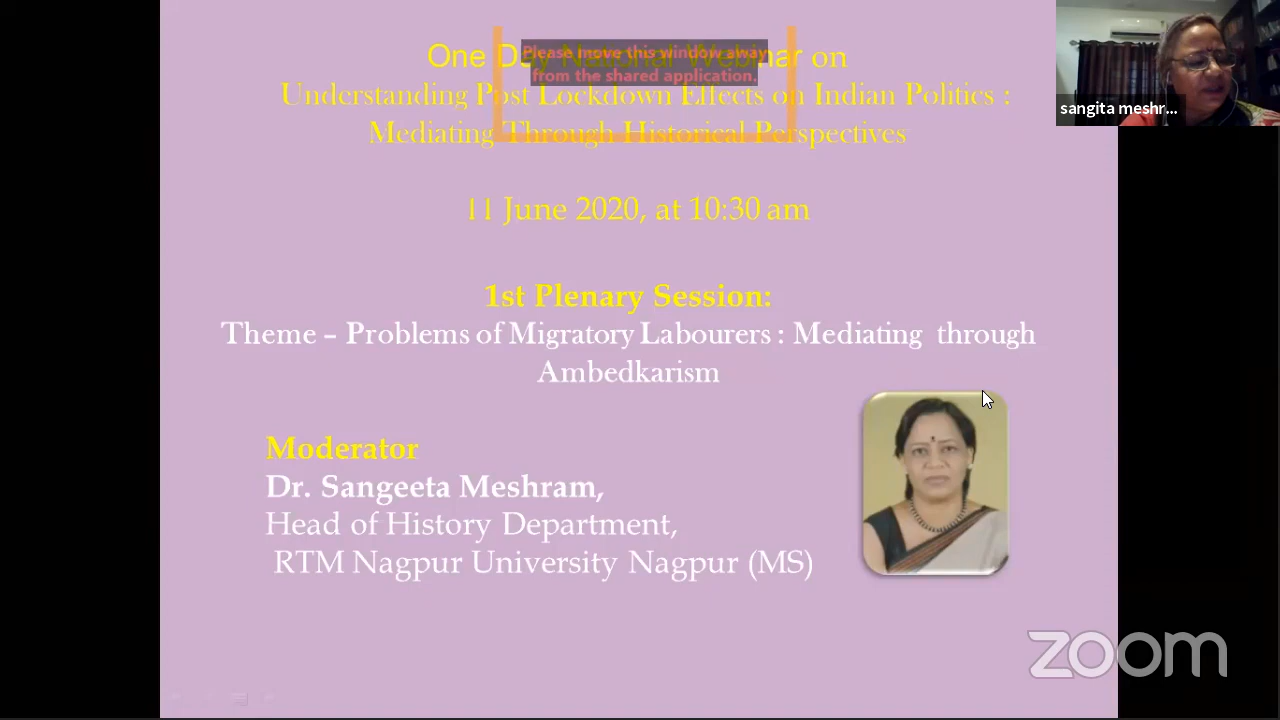 One Day National Webinar on
Please move this window away
from the shared application.
Understanding Post Lockdown Effects on Indian Politics :
Mediating Through Historical Perspectives
sangita meshr...
11 June 2020, at 10:30 am
1st Plenary Session:
Theme – Problems of Migratory Labourers : Mediating through
Ambedkarism
Moderator
Dr. Sangeeta Meshram,
Head of History Department,
RTM Nagpur University Nagpur (MS)
zoom